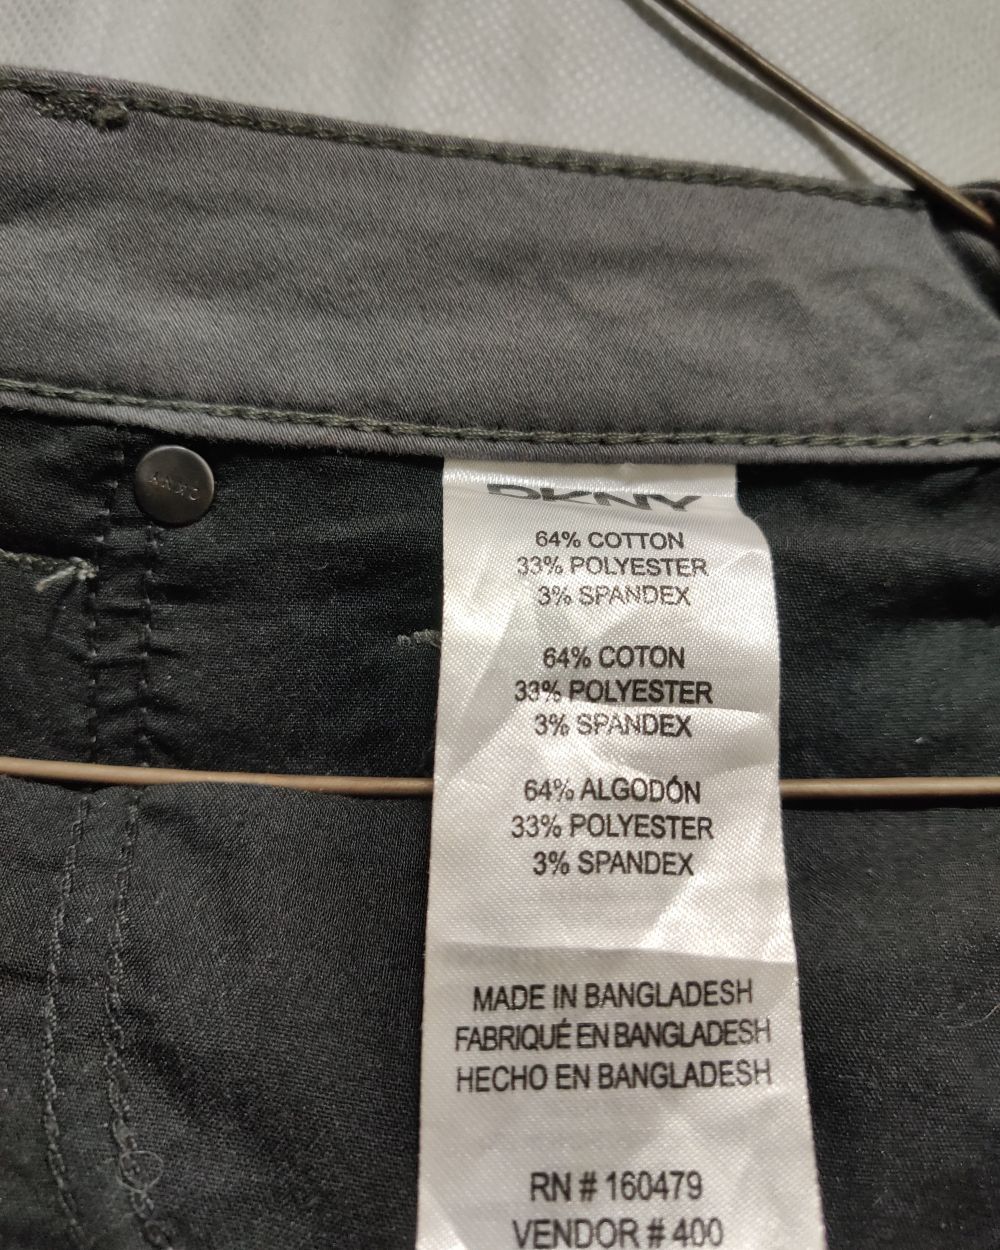 DKNY
DKNY
64% COTTON
33% POLYESTER
3% SPANDEX
64% COTON
33% POLYESTER
3% SPANDEX
64% ALGODÓN
33% POLYESTER
3% SPANDEX
MADE IN BANGLADESH
FABRIQUÉ EN BANGLADESH
HECHO EN BANGLADESH
RN # 160479
VENDOR # 400